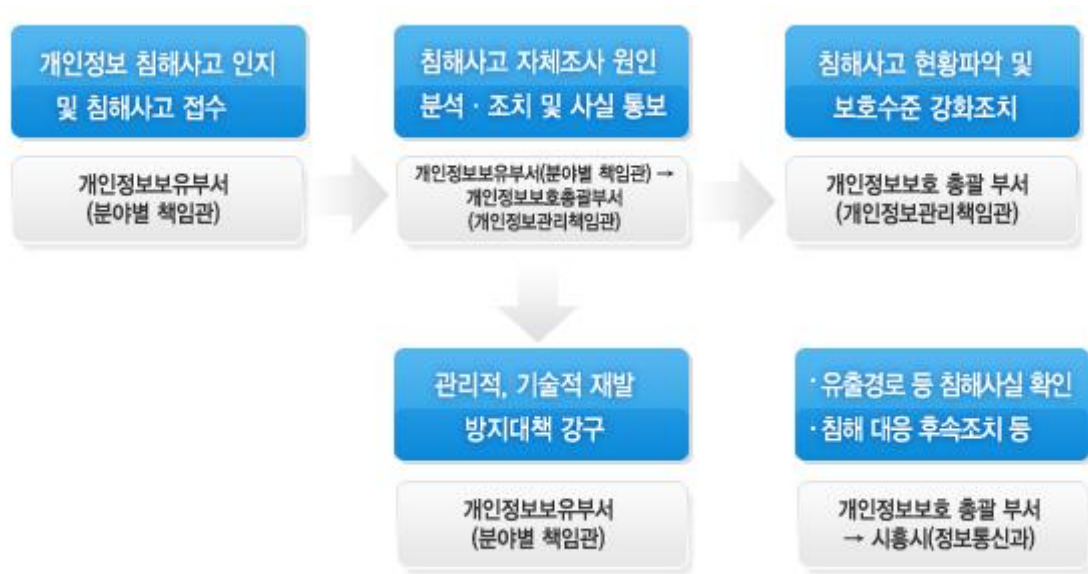 개인정보 침해사고 인지
및 침해사고 접수
개인정보보유부서
(분야별 책임관)
침해사고 자체조사 원인
분석 · 조치 및 사실 통보
개인정보보유부서(분야별 책임관) →
개인정보보호총괄부서
(개인정보관리책임관)
침해사고 현황파악 및
보호수준 강화조치
개인정보보호 총괄 부서
(개인정보관리책임관)
관리적, 기술적 재발
방지대책 강구
개인정보보유부서
(분야별 책임관)
· 유출경로 등 침해사실 확인
· 침해 대응 후속조치 등
개인정보보호 총괄 부서
→ 시흥시(정보통신과)